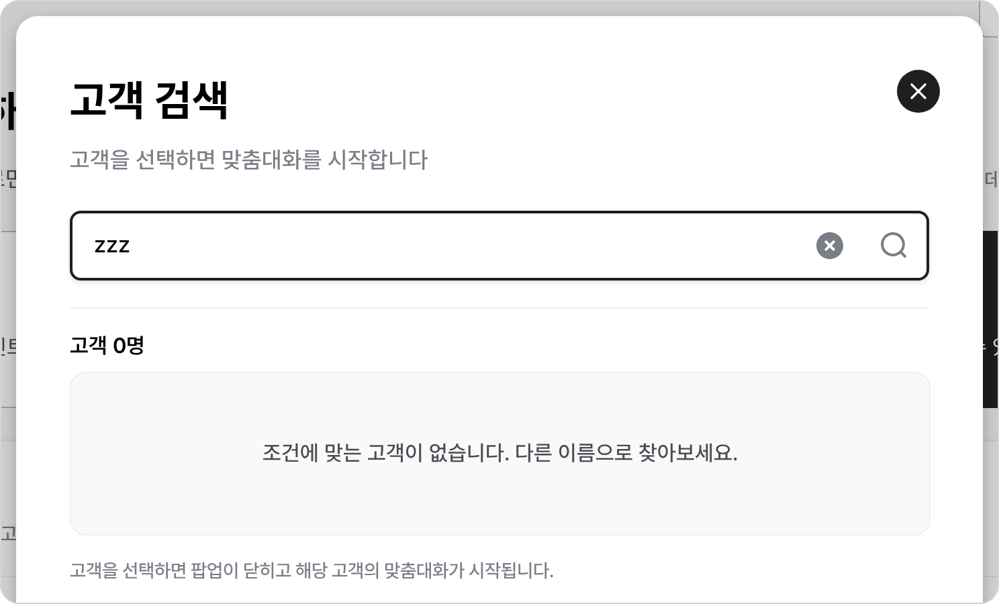 고객 검색
고객을 선택하면 맞춤대화를 시작합니다
zzz
고객 0명
조건에 맞는 고객이 없습니다. 다른 이름으로 찾아보세요.
고객을 선택하면 팝업이 닫히고 해당 고객의 맞춤대화가 시작됩니다.